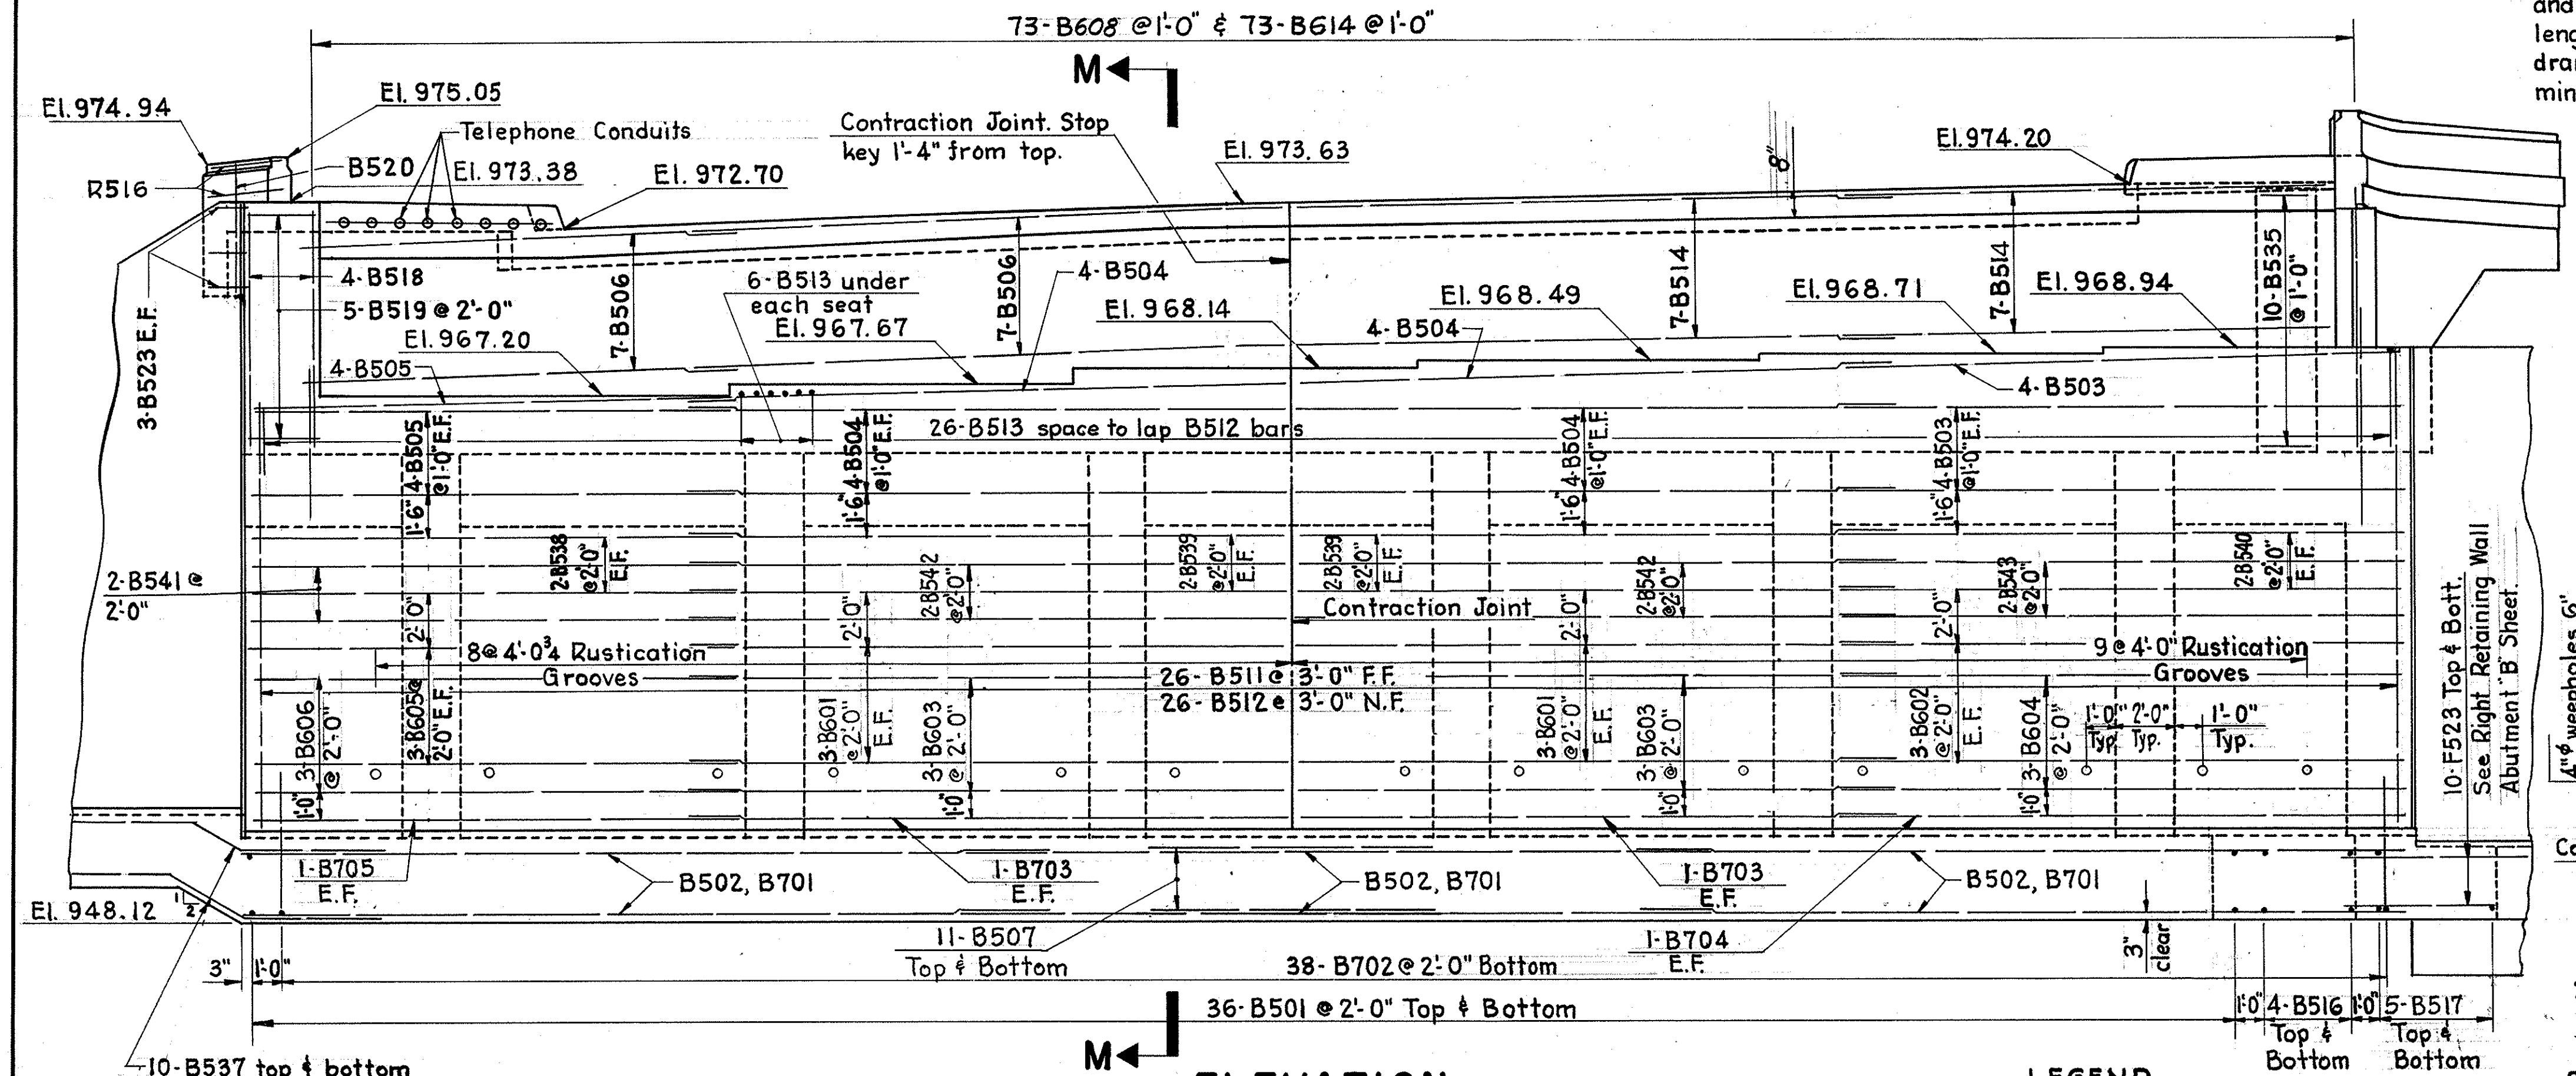 73-B608 @ 1'-0" & 73-B614 @ 1'-0"
and
leng
drai
min
M
El. 974.94
El. 975.05
Telephone Conduits
Contraction Joint. Stop
key 1'-4" from top.
El. 973.63
8"
El. 974.20
R516
B520
El. 973.38
El. 972.70
4-B518
5-B519 @ 2'-0"
3-B523 E.F.
7-B506
6-B513 under
each seat
4-B504
7-B506
7-B514
7-B514
10-B535
@ 1'-0"
El. 967.20
El. 967.67
El. 968.14
El. 968.49
El. 968.71
El. 968.94
4-B505
4-B504
4-B503
26-B513 space to lap B512 bars
4-B505
@1'-0" E.F.
4-B504
@1'-0" E.F.
4-B504
@1'-0" E.F.
4-B503
@1'-0" E.F.
1'-6"
1'-6"
1'-6"
1'-6"
2-B541 @
2'-0"
2-B538
@2'-0"
E.F.
2-B542
@2'-0"
2-B539
@2'-0"
E.F.
2-B539
@2'-0"
E.F.
2-B542
@2'-0"
2-B543
@2'-0"
2-B540
@2'-0"
E.F.
2'-0"
2'-0"
2'-0"
2'-0"
Contraction Joint
8 @ 4'-0¾ Rustication
Grooves
9 @ 4'-0" Rustication
Grooves
26-B511 @ 3'-0" F.F.
26-B512 @ 3'-0" N.F.
3-B606
@ 2'-0"
3-B605@
2'-0" E.F.
3-B601
@ 2'-0"
E.F.
3-B603
@ 2'-0"
3-B601
@ 2'-0"
E.F.
3-B603
@ 2'-0"
3-B602
@ 2'-0"
E.F.
3-B604
@ 2'-0"
1'-0"
Typ.
2'-0"
Typ.
1'-0"
Typ.
1'-0"
1'-0"
1'-0"
1'-0"
10-F523 Top & Bott.
See Right Retaining Wall
Abutment "B" Sheet.
4"ø weepholes 6"
Co
1-B705
E.F.
B502, B701
1-B703
E.F.
B502, B701
1-B703
E.F.
B502, B701
El. 948.12
1
2
11-B507
Top & Bottom
1-B704
E.F.
3"
clear
3"
1'-0"
38-B702 @ 2'-0" Bottom
36-B501 @ 2'-0" Top & Bottom
1'-0"
4-B516
Top &
Bottom
1'-0"
5-B517
Top &
Bottom
10-B537 top & bottom
M
ELEVATION
LEGEND